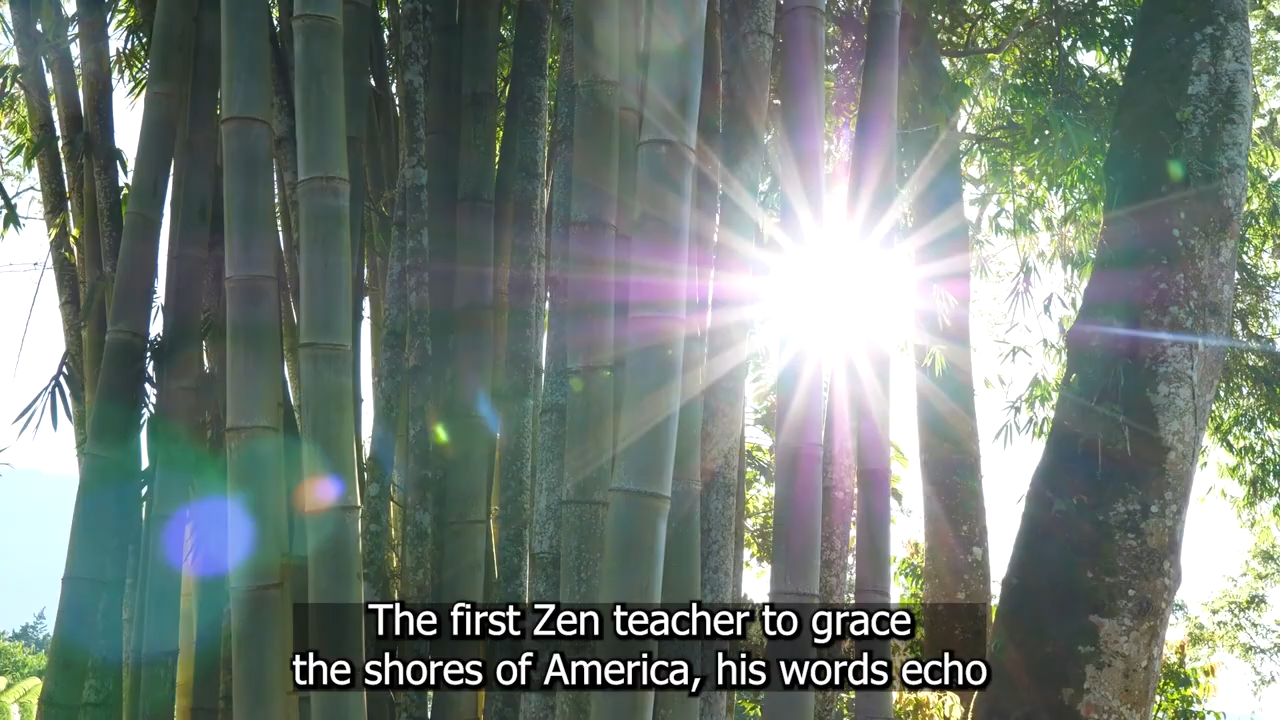 The first Zen teacher to grace
the shores of America, his words echo